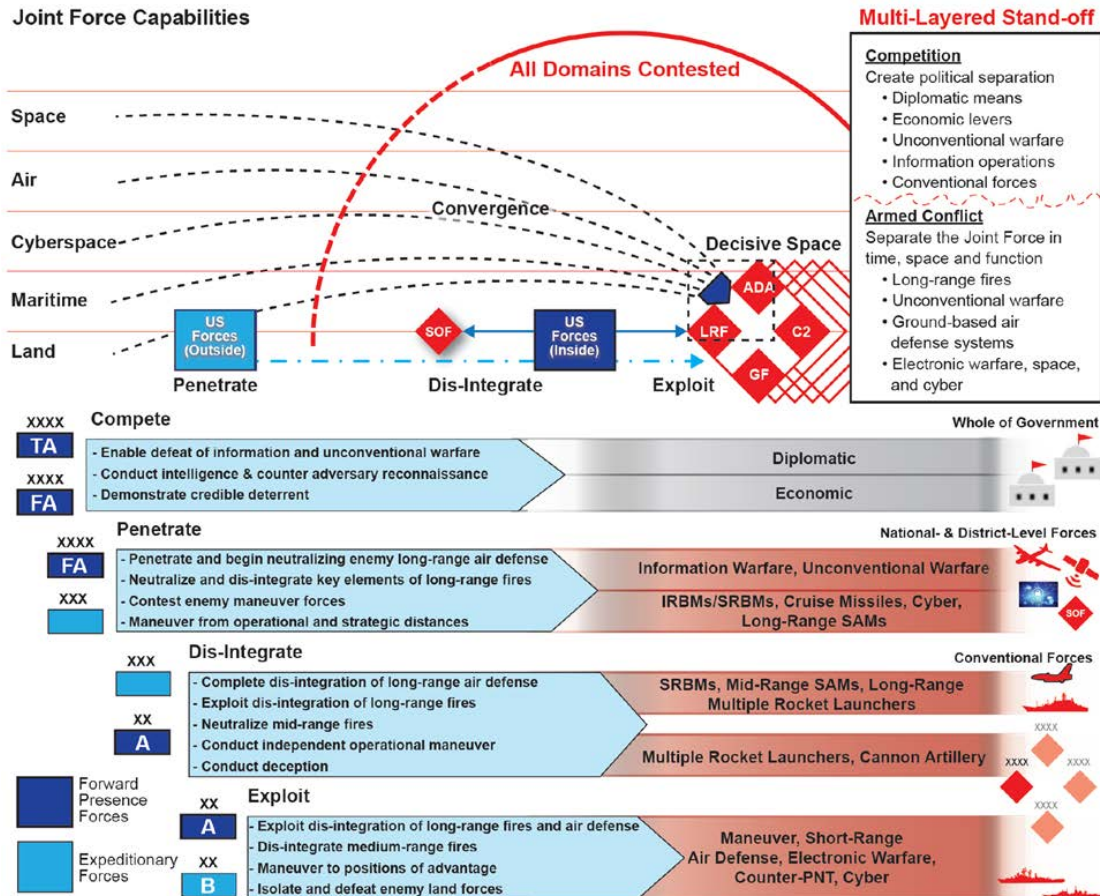 Joint Force Capabilities
Multi-Layered Stand-off
All Domains Contested
Space
Air
Cyberspace
Maritime
Land
Convergence
Decisive Space
US
Forces
(Outside)
SOF
US
Forces
(Inside)
ADA
LRF
C2
GF
Penetrate
Dis-Integrate
Exploit
Competition
Create political separation
• Diplomatic means
• Economic levers
• Unconventional warfare
• Information operations
• Conventional forces
Armed Conflict
Separate the Joint Force in
time, space and function
• Long-range fires
• Unconventional warfare
• Ground-based air
defense systems
• Electronic warfare, space,
and cyber
Compete
XXXX
TA
XXXX
FA
- Enable defeat of information and unconventional warfare
- Conduct intelligence & counter adversary reconnaissance
- Demonstrate credible deterrent
Whole of Government
Diplomatic
Economic
Penetrate
XXXX
FA
XXX
- Penetrate and begin neutralizing enemy long-range air defense
- Neutralize and dis-integrate key elements of long-range fires
- Contest enemy maneuver forces
- Maneuver from operational and strategic distances
National- & District-Level Forces
Information Warfare, Unconventional Warfare
IRBMs/SRBMs, Cruise Missiles, Cyber,
Long-Range SAMs
SOF
Dis-Integrate
XXX
XX
A
- Complete dis-integration of long-range air defense
- Exploit dis-integration of long-range fires
- Neutralize mid-range fires
- Conduct independent operational maneuver
- Conduct deception
Conventional Forces
SRBMs, Mid-Range SAMs, Long-Range
Multiple Rocket Launchers
Multiple Rocket Launchers, Cannon Artillery
XXXX
XXXX
XXXX
XXXX
Exploit
XX
A
XX
B
- Exploit dis-integration of long-range fires and air defense
- Dis-integrate medium-range fires
- Maneuver to positions of advantage
- Isolate and defeat enemy land forces
Maneuver, Short-Range
Air Defense, Electronic Warfare,
Counter-PNT, Cyber
Forward
Presence
Forces
Expeditionary
Forces